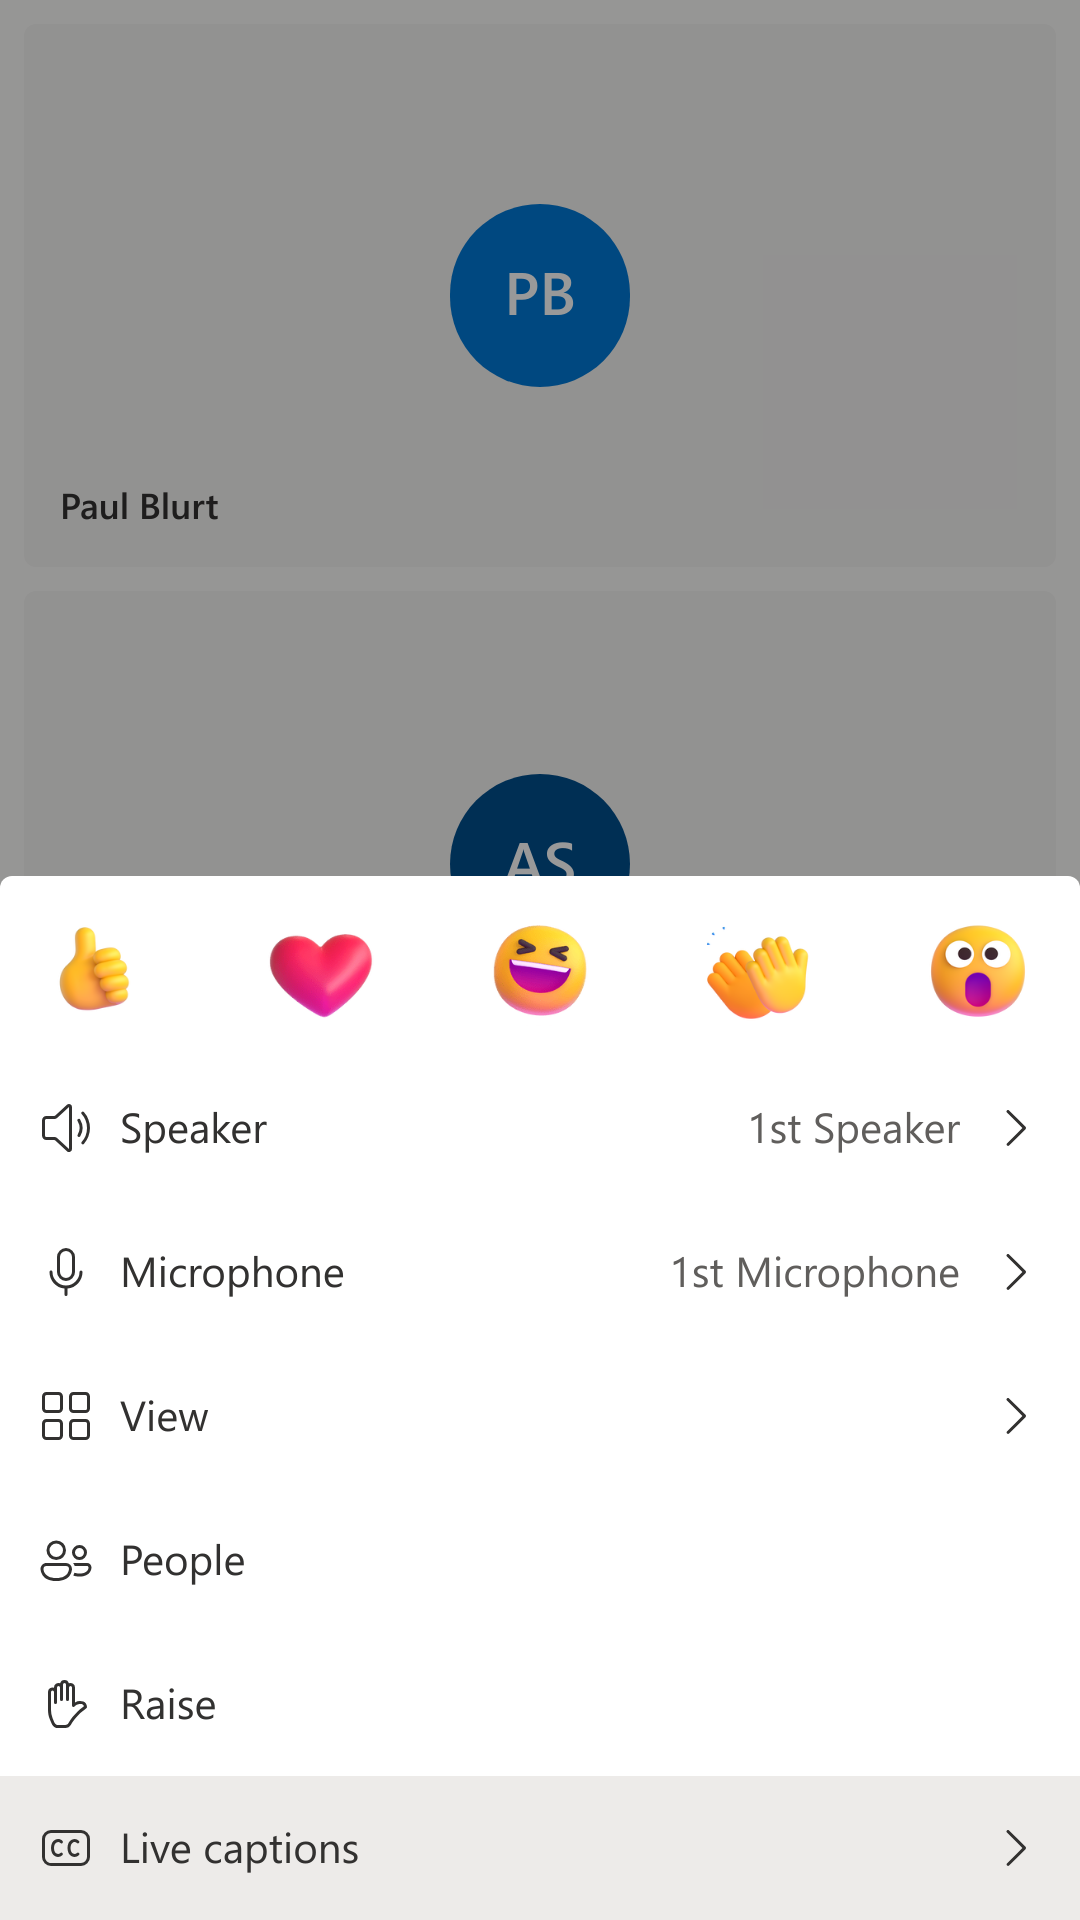 PB
Paul Blurt
AS
Speaker 1st Speaker
Microphone 1st Microphone
View
People
Raise
CC Live captions